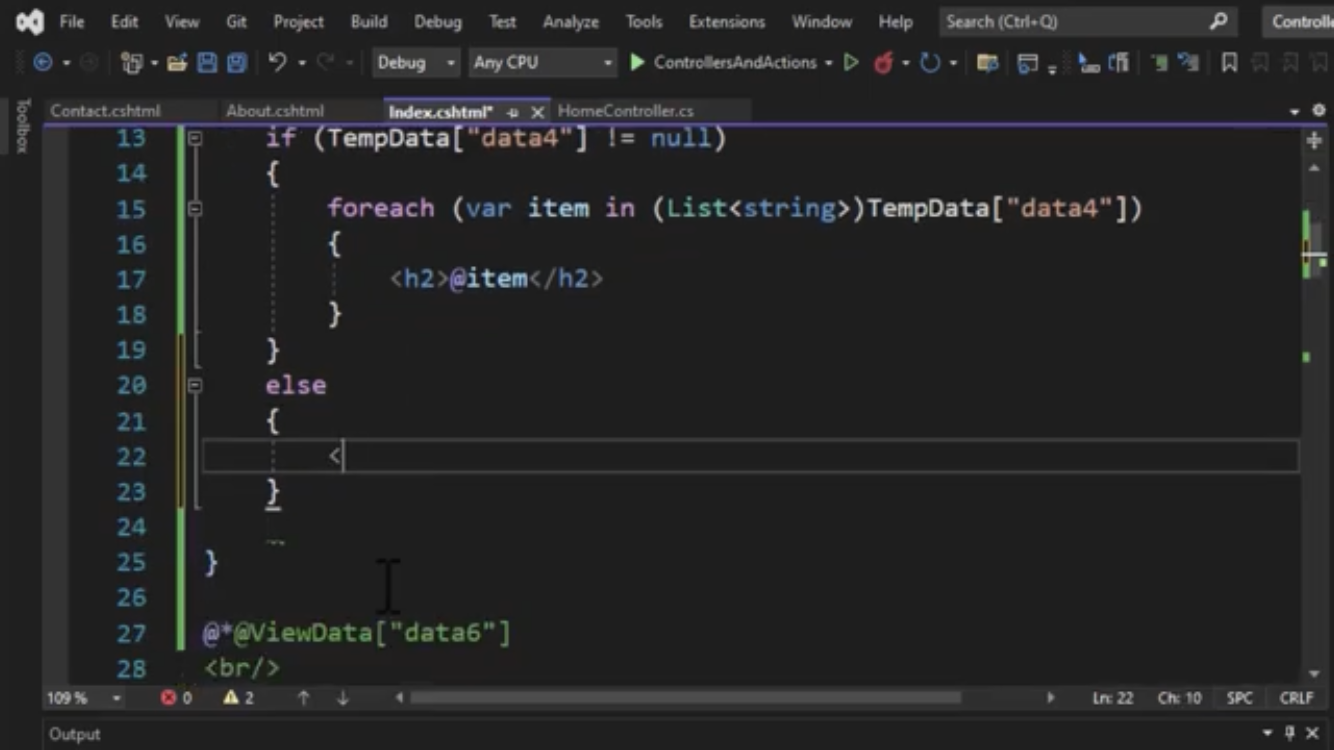 File Edit View Git Project Build Debug Test Analyze Tools Extensions Window Help Search (Ctrl+Q) Controlle
Debug Any CPU ControllersAndActions
Toolbox
Contact.cshtml About.cshtml Index.cshtml* HomeController.cs
13 if (TempData["data4"] != null)
14 {
15 foreach (var item in (List<string>)TempData["data4"])
16 {
17 <h2>@item</h2>
18 }
19 }
20 else
21 {
22 <
23 }
24
25 }
26
27 @*@ViewData["data6"]
28 <br/>
109 % 0 2 Ln: 22 Ch: 10 SPC CRLF
Output